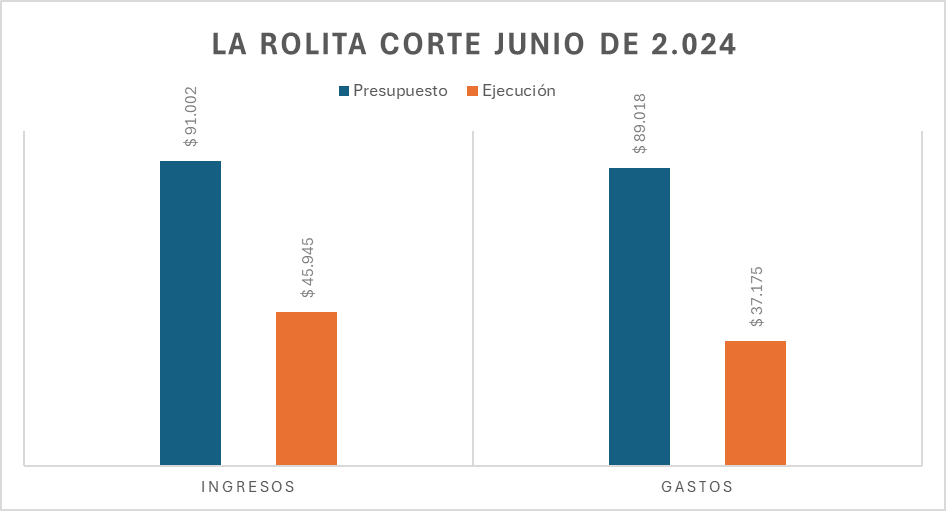 LA ROLITA CORTE JUNIO DE 2.024
Presupuesto Ejecución
$ 91.002
$ 45.945
$ 89.018
$ 37.175
INGRESOS
GASTOS